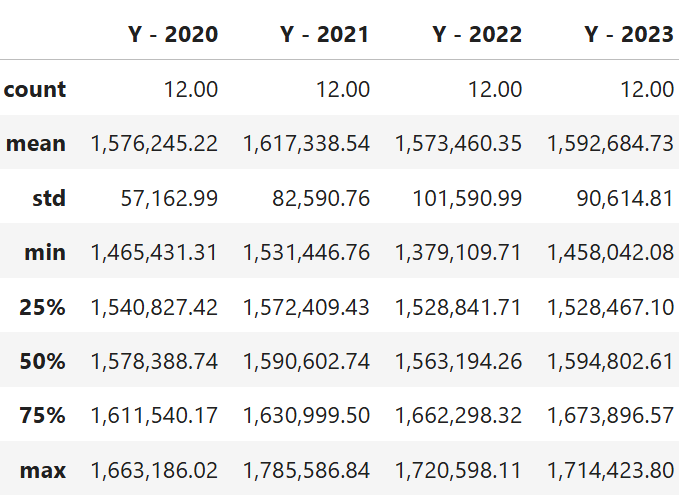 Y - 2020 Y - 2021 Y - 2022 Y - 2023
count 12.00 12.00 12.00 12.00
mean 1,576,245.22 1,617,338.54 1,573,460.35 1,592,684.73
std 57,162.99 82,590.76 101,590.99 90,614.81
min 1,465,431.31 1,531,446.76 1,379,109.71 1,458,042.08
25% 1,540,827.42 1,572,409.43 1,528,841.71 1,528,467.10
50% 1,578,388.74 1,590,602.74 1,563,194.26 1,594,802.61
75% 1,611,540.17 1,630,999.50 1,662,298.32 1,673,896.57
max 1,663,186.02 1,785,586.84 1,720,598.11 1,714,423.80